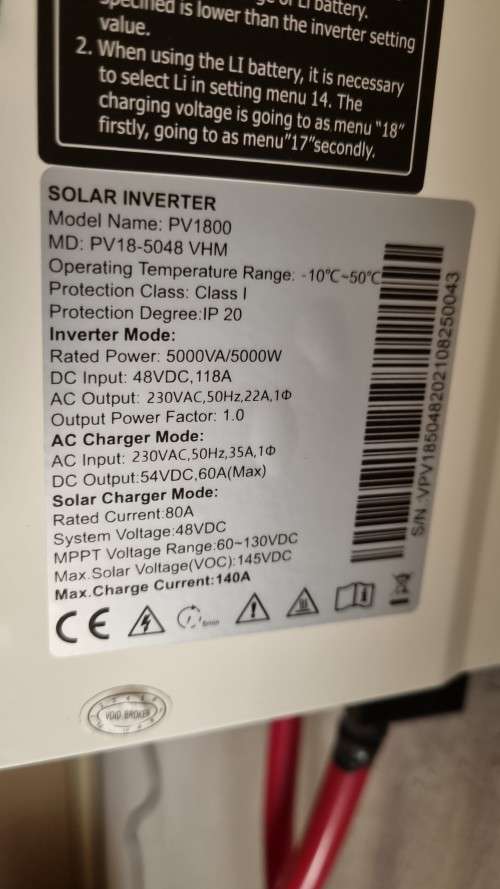 specified is lower than the inverter setting
value.
2. When using the LI battery, it is necessary
to select Li in setting menu 14. The
charging voltage is going to as menu "18"
firstly, going to as menu"17"secondly.
SOLAR INVERTER
Model Name: PV1800
MD: PV18-5048 VHM
Operating Temperature Range: -10℃~50℃
Protection Class: Class I
Protection Degree:IP 20
Inverter Mode:
Rated Power: 5000VA/5000W
DC Input: 48VDC,118A
AC Output: 230VAC,50Hz,22A,1Φ
Output Power Factor: 1.0
AC Charger Mode:
AC Input: 230VAC,50Hz,35A,1Φ
DC Output:54VDC,60A(Max)
Solar Charger Mode:
Rated Current:80A
System Voltage:48VDC
MPPT Voltage Range:60~130VDC
Max.Solar Voltage(VOC):145VDC
Max.Charge Current:140A
S/N :VPV185048202108250043
CE
5min
VOID BROKEN